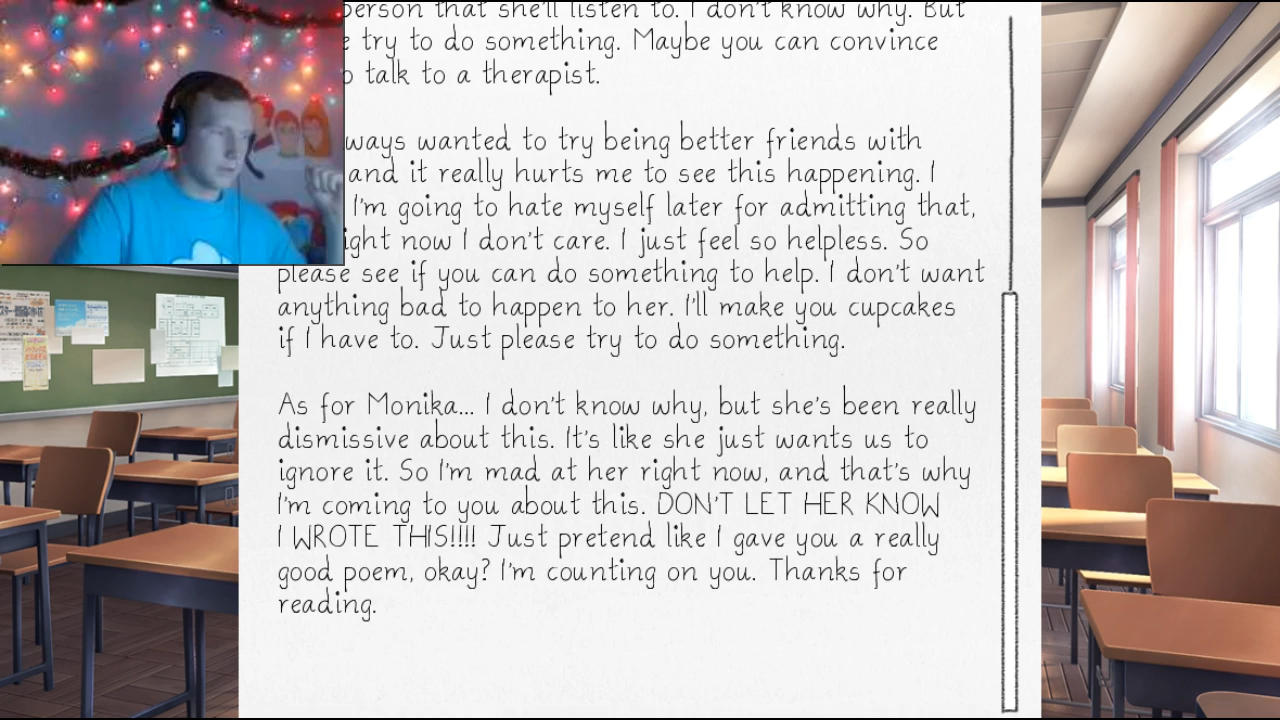 person that she'll listen to. I don't know why. But
try to do something. Maybe you can convince
talk to a therapist.
ways wanted to try being better friends with
and it really hurts me to see this happening. I
I'm going to hate myself later for admitting that,
ight now I don't care. I just feel so helpless. So
please see if you can do something to help. I don't want
anything bad to happen to her. I'll make you cupcakes
if I have to. Just please try to do something.
As for Monika... I don't know why, but she's been really
dismissive about this. It's like she just wants us to
ignore it. So I'm mad at her right now, and that's why
I'm coming to you about this. DON'T LET HER KNOW
I WROTE THIS!!!! Just pretend like I gave you a really
good poem, okay? I'm counting on you. Thanks for
reading.